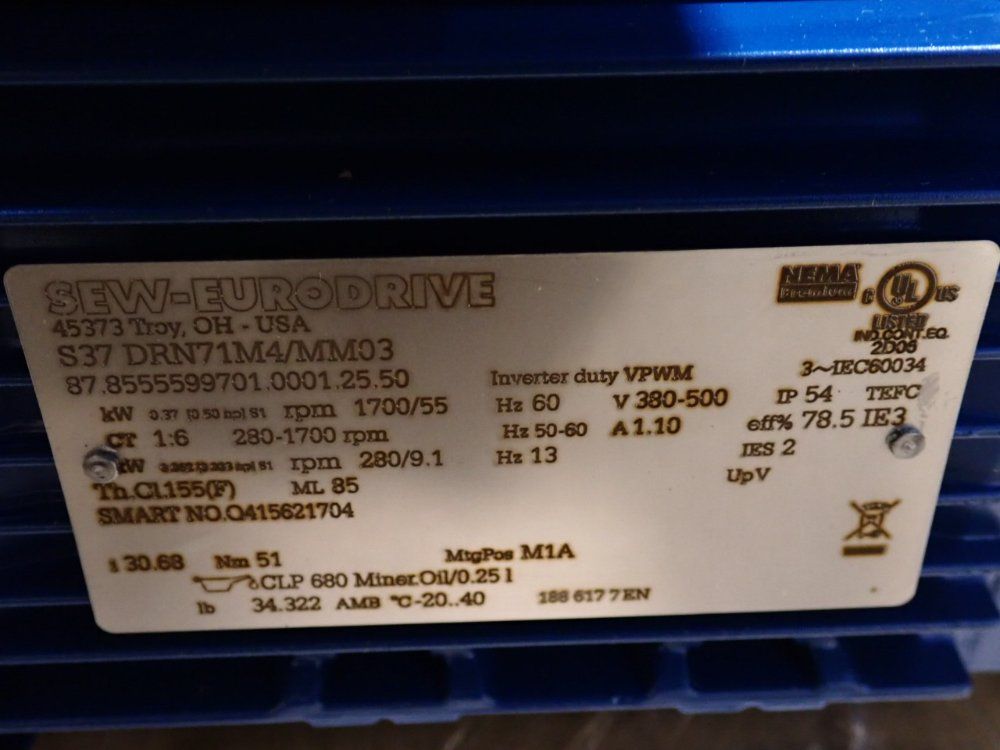 SEW-EURODRIVE
45373 Troy, OH - USA
S37 DRN71M4/MM03
87.8555599701.0001.25.50
NEMA
Premium
C UL US
LISTED
IND.CONT.EQ.
2D06
Inverter duty VPWM
3~IEC60034
kW 0.37 [0.50 hp] S1 rpm 1700/55 Hz 60 V 380-500 IP 54 TEFC
CT 1:6 280-1700 rpm Hz 50-60 A 1.10 eff% 78.5 IE3
kW S1 rpm 280/9.1 Hz 13 IES 2
Th.Cl.155(F) ML 85 UpV
SMART NO.Q415621704
i 30.68 Nm 51 MtgPos M1A
CLP 680 Miner.Oil/0.25 l
lb 34.322 AMB °C-20..40 188 617 7 EN